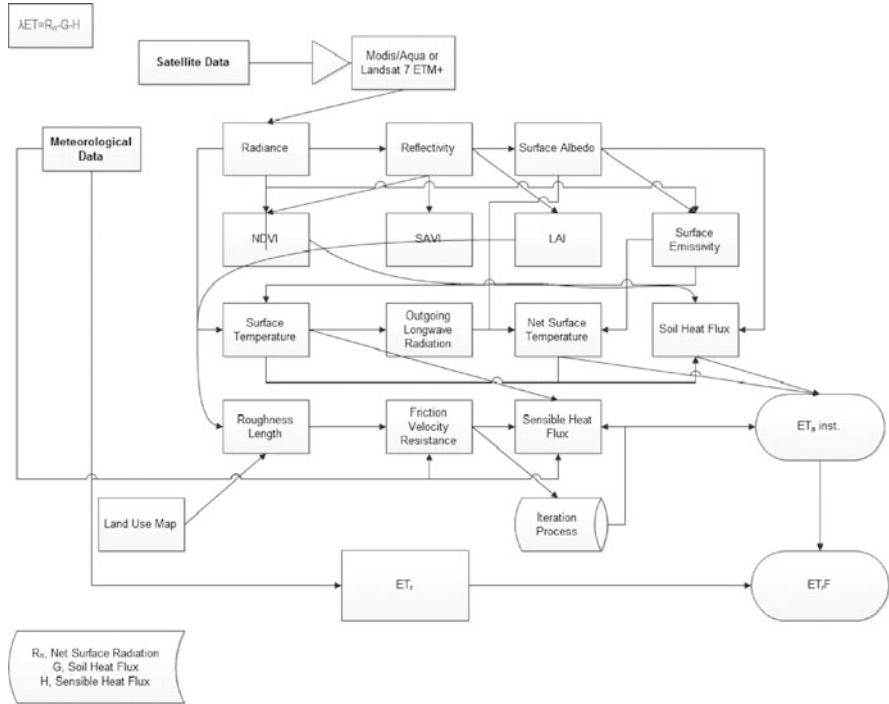 λET=Rn-G-H
Satellite Data
Modis/Aqua or
Landsat 7 ETM+
Meteorological
Data
Radiance
Reflectivity
Surface Albedo
NDVI
SAVI
LAI
Surface
Emissivity
Surface
Temperature
Outgoing
Longwave
Radiation
Net Surface
Temperature
Soil Heat Flux
Roughness
Length
Friction
Velocity
Resistance
Sensible Heat
Flux
ETa inst.
Land Use Map
Iteration
Process
ETr
ETrF
Rn, Net Surface Radiation
G, Soil Heat Flux
H, Sensible Heat Flux